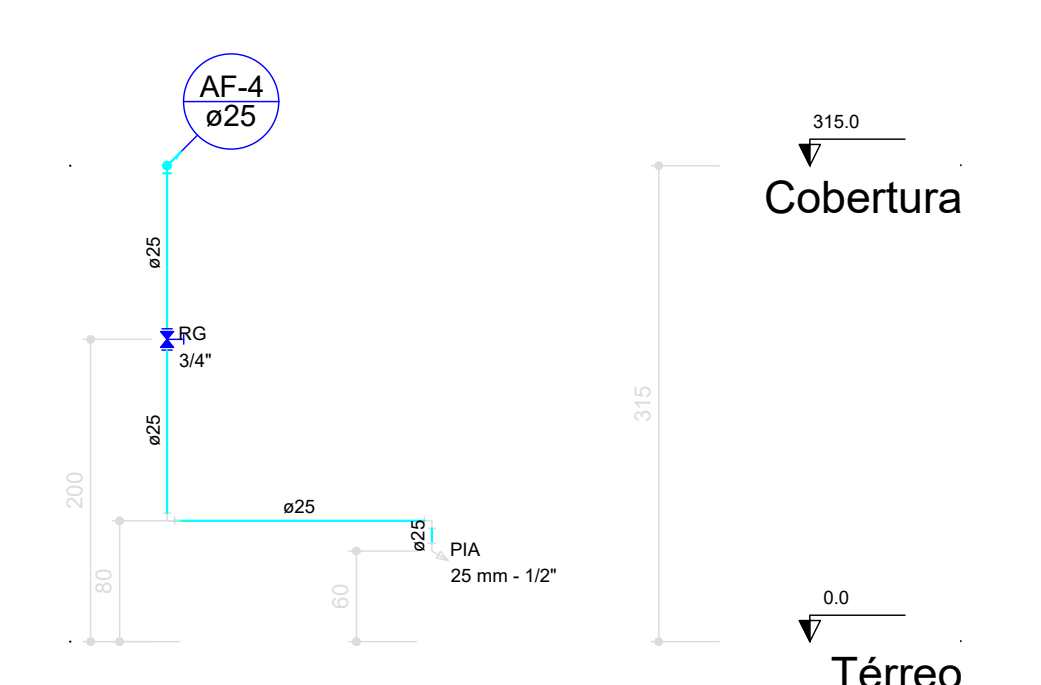 AF-4
ø25
315.0
Cobertura
ø25
RG
3/4"
315
ø25
200
ø25
ø25
PIA
25 mm - 1/2"
80
60
0.0
Térreo